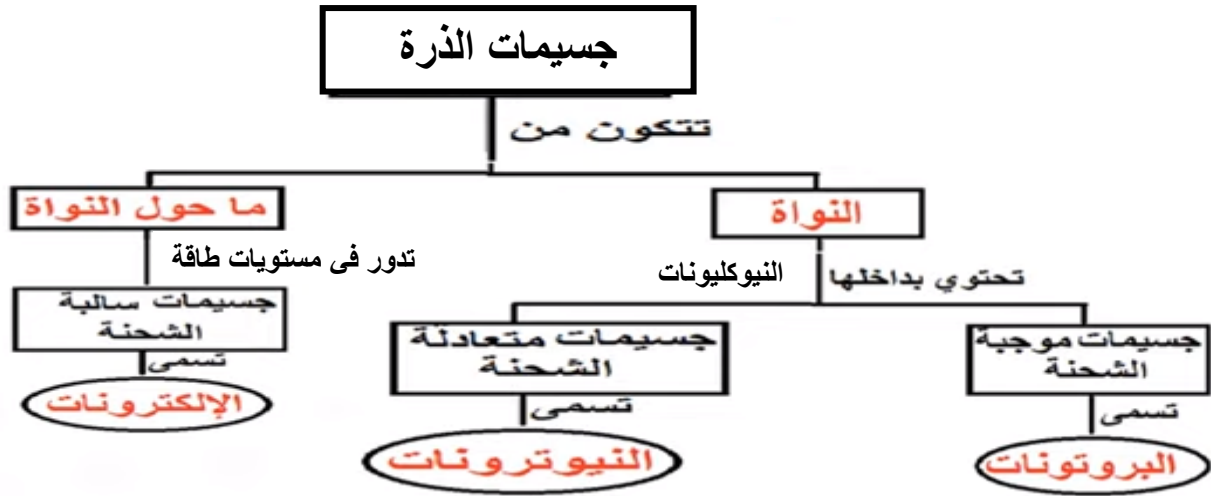 جسيمات الذرة
تتكون من
النواة
ما حول النواة
تحتوي بداخلها
النيوكليونات
تدور فى مستويات طاقة
جسيمات موجبة
الشحنة
جسيمات متعادلة
الشحنة
جسيمات سالبة
الشحنة
تسمى
تسمى
تسمى
البروتونات
النيوترونات
الإلكترونات